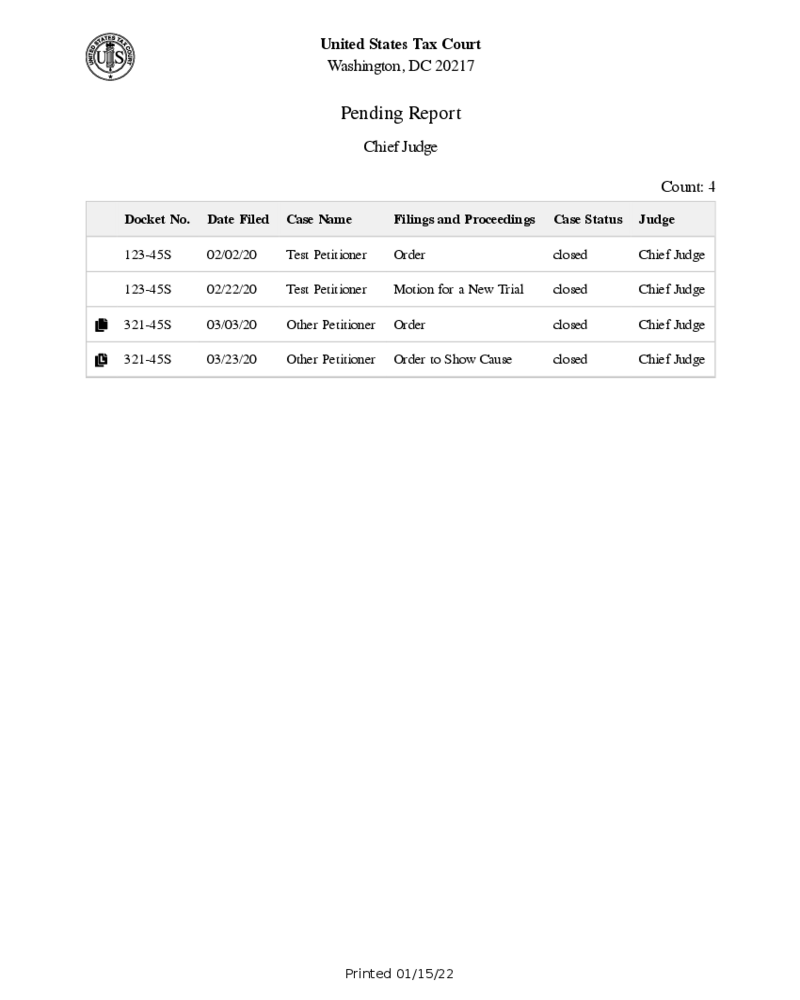 UNITED STATES TAX COURT
US
United States Tax Court
Washington, DC 20217
Pending Report
Chief Judge
Count: 4
Docket No. Date Filed Case Name Filings and Proceedings Case Status Judge
123-45S 02/02/20 Test Petitioner Order closed Chief Judge
123-45S 02/22/20 Test Petitioner Motion for a New Trial closed Chief Judge
321-45S 03/03/20 Other Petitioner Order closed Chief Judge
321-45S 03/23/20 Other Petitioner Order to Show Cause closed Chief Judge
Printed 01/15/22